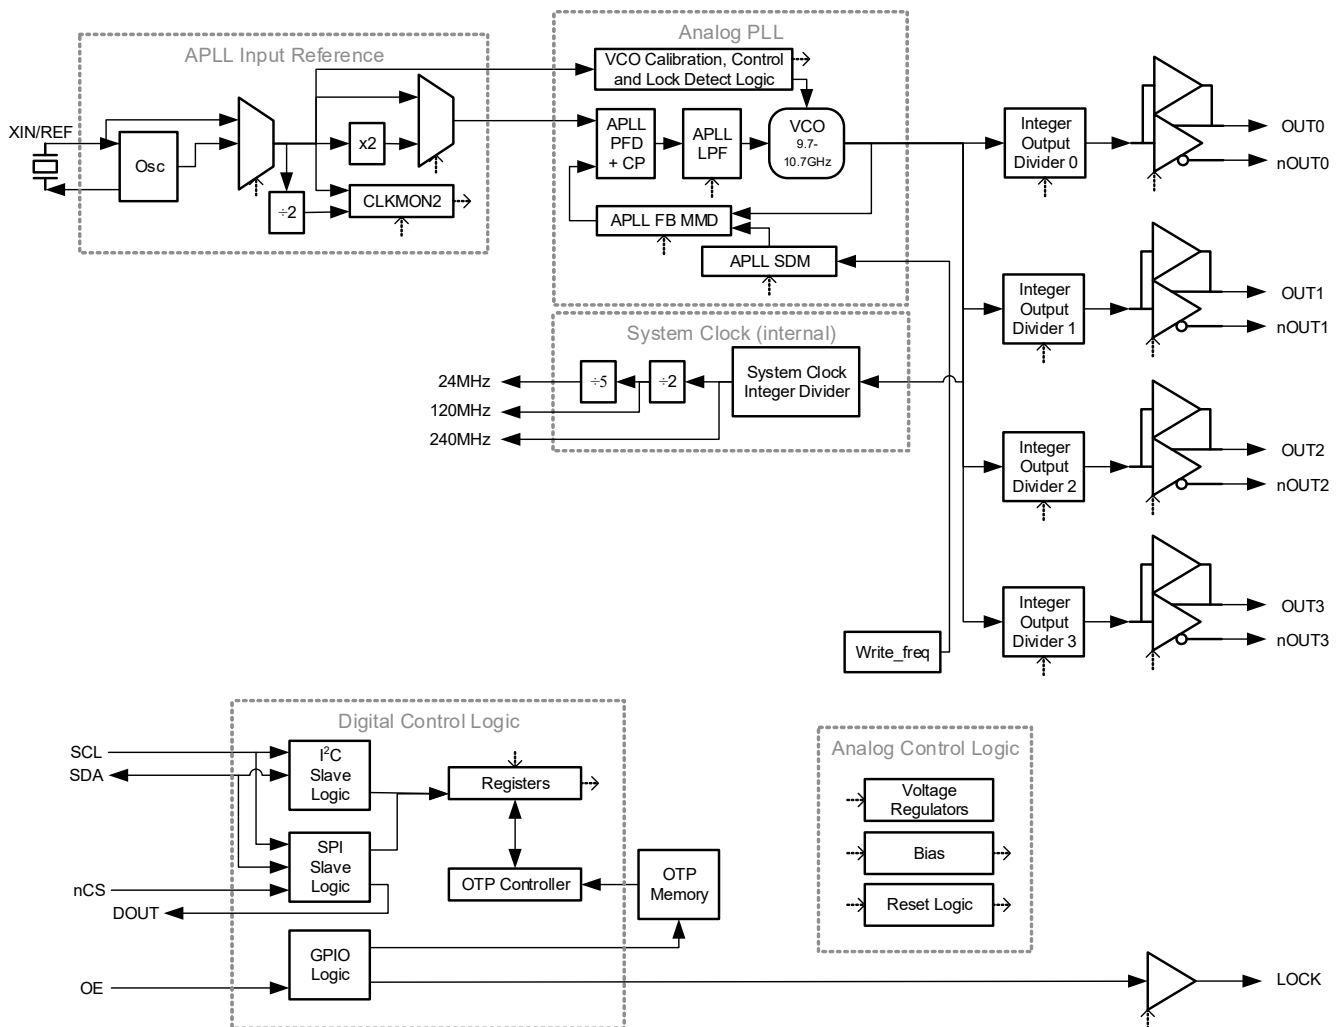 APLL Input Reference
XIN/REF
Osc
x2
÷2
CLKMON2
Analog PLL
VCO Calibration, Control
and Lock Detect Logic
APLL
PFD
+ CP
APLL
LPF
VCO
9.7-
10.7GHz
APLL FB MMD
APLL SDM
System Clock (internal)
24MHz
120MHz
240MHz
÷5
÷2
System Clock
Integer Divider
Integer
Output
Divider 0
OUT0
nOUT0
Integer
Output
Divider 1
OUT1
nOUT1
Integer
Output
Divider 2
OUT2
nOUT2
Integer
Output
Divider 3
OUT3
nOUT3
Write_freq
Digital Control Logic
SCL
SDA
nCS
DOUT
OE
I²C
Slave
Logic
SPI
Slave
Logic
GPIO
Logic
Registers
OTP Controller
OTP
Memory
Analog Control Logic
Voltage
Regulators
Bias
Reset Logic
LOCK